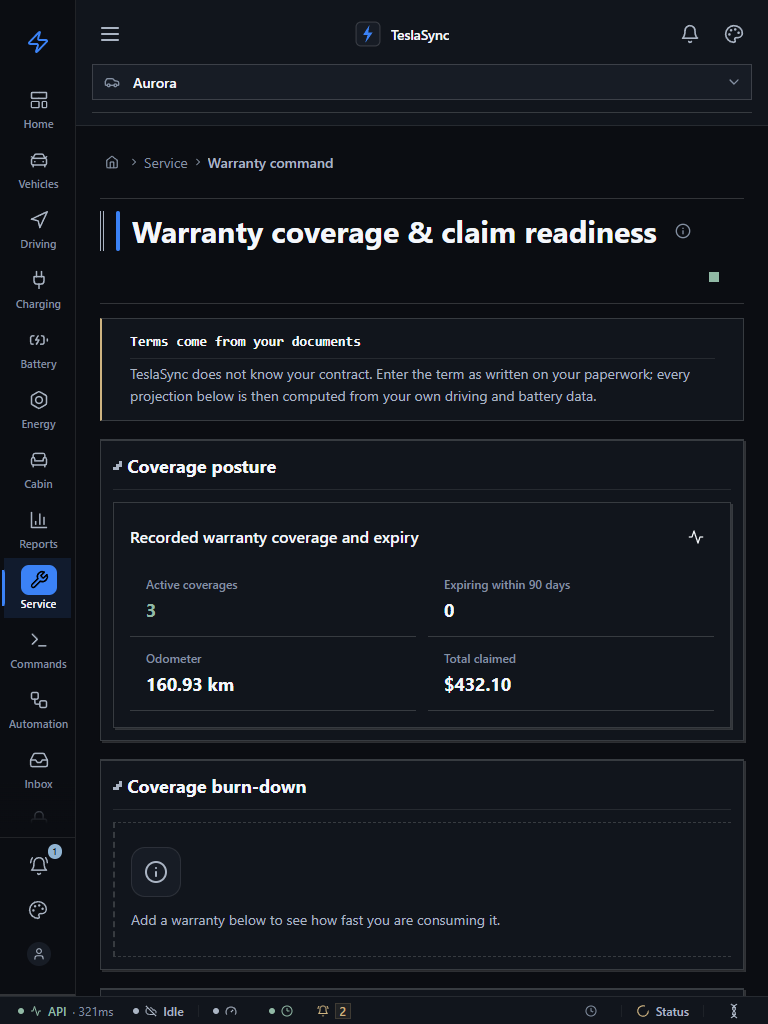 TeslaSync
Aurora
Home
Vehicles
Driving
Charging
Battery
Energy
Cabin
Reports
Service
Commands
Automation
Inbox
1
Service
Warranty command
Warranty coverage & claim readiness
Terms come from your documents
TeslaSync does not know your contract. Enter the term as written on your paperwork; every
projection below is then computed from your own driving and battery data.
Coverage posture
Recorded warranty coverage and expiry
Active coverages
3
Expiring within 90 days
0
Odometer
160.93 km
Total claimed
$432.10
Coverage burn-down
Add a warranty below to see how fast you are consuming it.
API · 321ms
Idle
2
Status